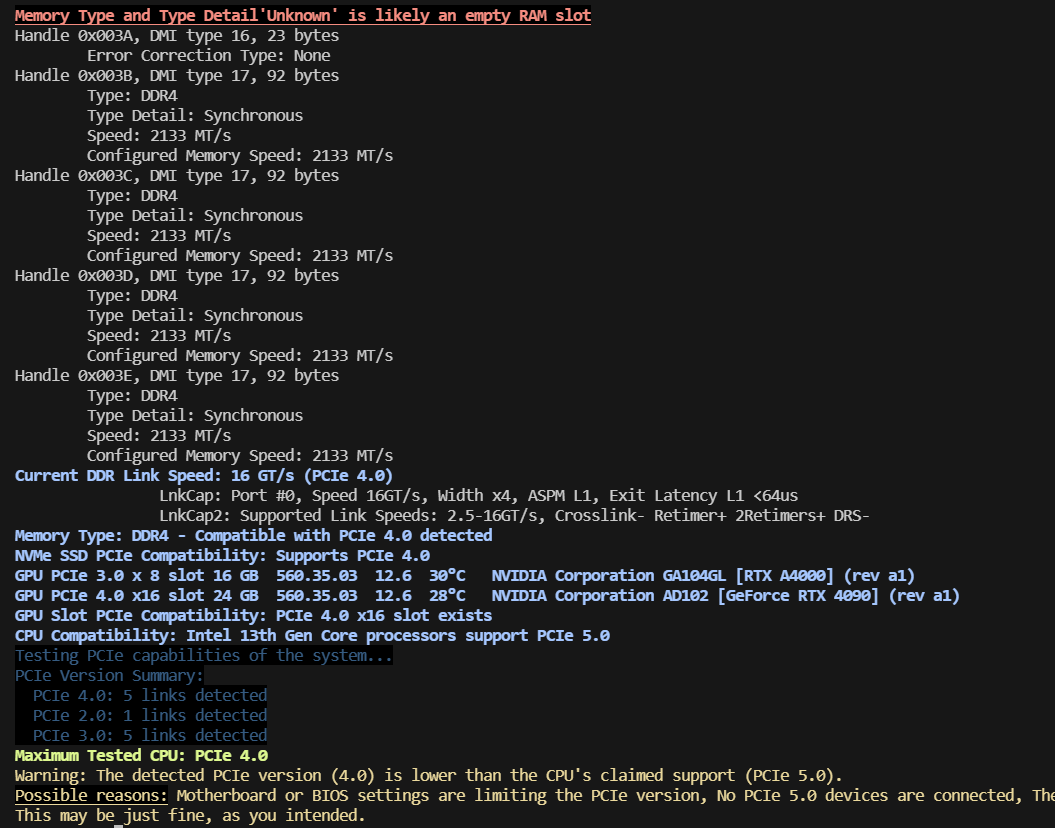 Memory Type and Type Detail'Unknown' is likely an empty RAM slot
Handle 0x003A, DMI type 16, 23 bytes
Error Correction Type: None
Handle 0x003B, DMI type 17, 92 bytes
Type: DDR4
Type Detail: Synchronous
Speed: 2133 MT/s
Configured Memory Speed: 2133 MT/s
Handle 0x003C, DMI type 17, 92 bytes
Type: DDR4
Type Detail: Synchronous
Speed: 2133 MT/s
Configured Memory Speed: 2133 MT/s
Handle 0x003D, DMI type 17, 92 bytes
Type: DDR4
Type Detail: Synchronous
Speed: 2133 MT/s
Configured Memory Speed: 2133 MT/s
Handle 0x003E, DMI type 17, 92 bytes
Type: DDR4
Type Detail: Synchronous
Speed: 2133 MT/s
Configured Memory Speed: 2133 MT/s
Current DDR Link Speed: 16 GT/s (PCIe 4.0)
LnkCap: Port #0, Speed 16GT/s, Width x4, ASPM L1, Exit Latency L1 <64us
LnkCap2: Supported Link Speeds: 2.5-16GT/s, Crosslink- Retimer+ 2Retimers+ DRS-
Memory Type: DDR4 - Compatible with PCIe 4.0 detected
NVMe SSD PCIe Compatibility: Supports PCIe 4.0
GPU PCIe 3.0 x 8 slot 16 GB  560.35.03  12.6  30°C   NVIDIA Corporation GA104GL [RTX A4000] (rev a1)
GPU PCIe 4.0 x16 slot 24 GB  560.35.03  12.6  28°C   NVIDIA Corporation AD102 [GeForce RTX 4090] (rev a1)
GPU Slot PCIe Compatibility: PCIe 4.0 x16 slot exists
CPU Compatibility: Intel 13th Gen Core processors support PCIe 5.0
Testing PCIe capabilities of the system...
PCIe Version Summary:
PCIe 4.0: 5 links detected
PCIe 2.0: 1 links detected
PCIe 3.0: 5 links detected
Maximum Tested CPU: PCIe 4.0
Warning: The detected PCIe version (4.0) is lower than the CPU's claimed support (PCIe 5.0).
Possible reasons: Motherboard or BIOS settings are limiting the PCIe version, No PCIe 5.0 devices are connected, The
This may be just fine, as you intended.